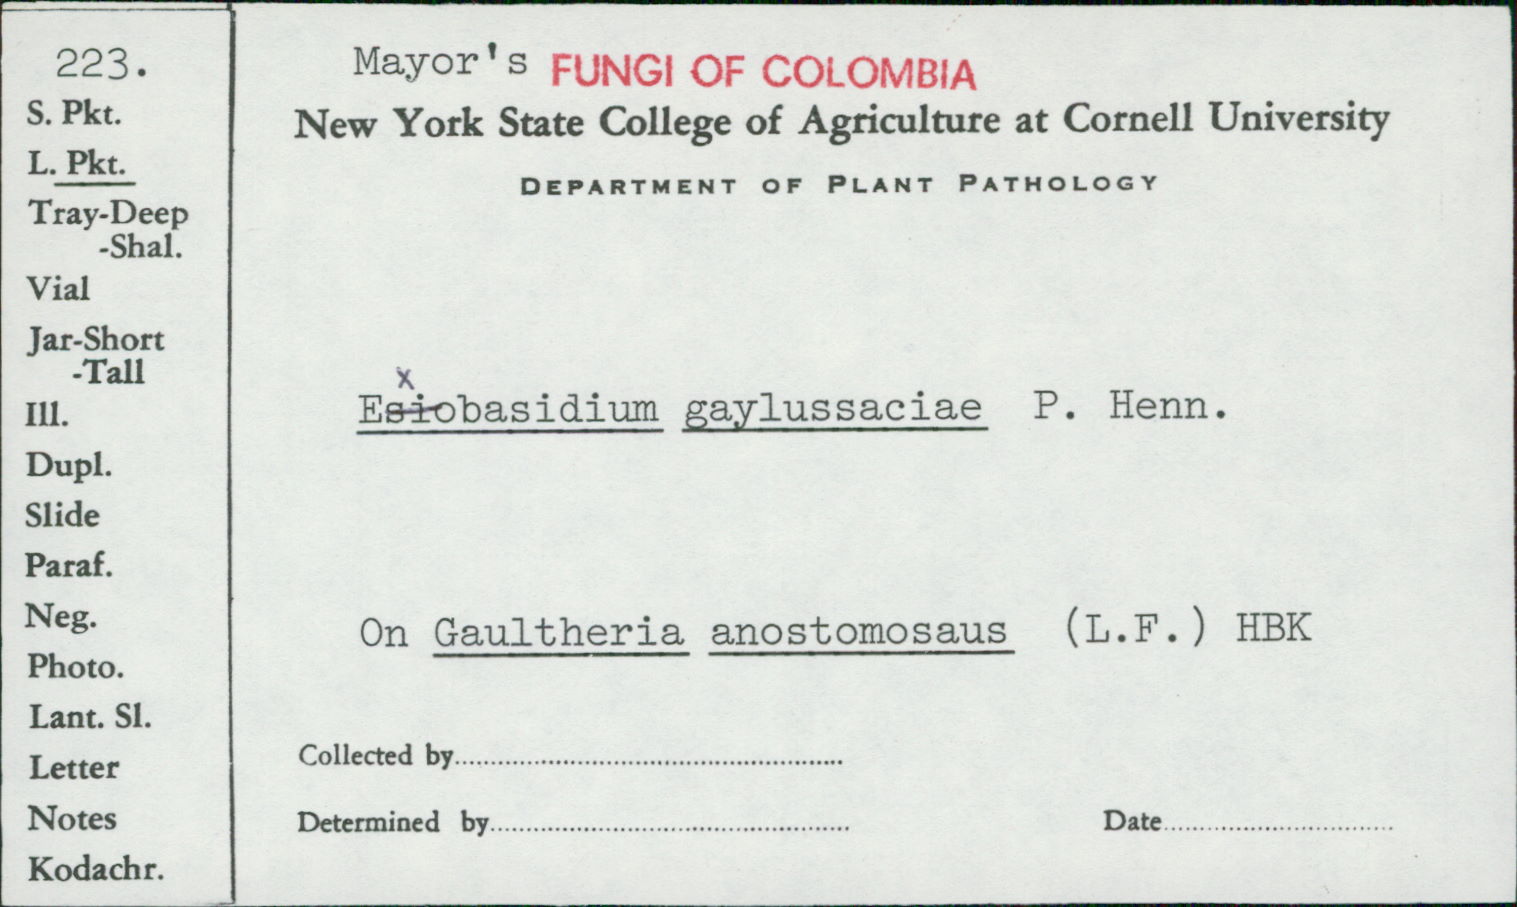 223.
S. Pkt.
L. Pkt.
Tray-Deep
-Shal.
Vial
Jar-Short
-Tall
Ill.
Dupl.
Slide
Paraf.
Neg.
Photo.
Lant. Sl.
Letter
Notes
Kodachr.
Mayor's FUNGI OF COLOMBIA
New York State College of Agriculture at Cornell University
DEPARTMENT OF PLANT PATHOLOGY
x
Esiobasidium gaylussaciae P. Henn.
On Gaultheria anostomosaus (L.F.) HBK
Collected by
Determined by
Date